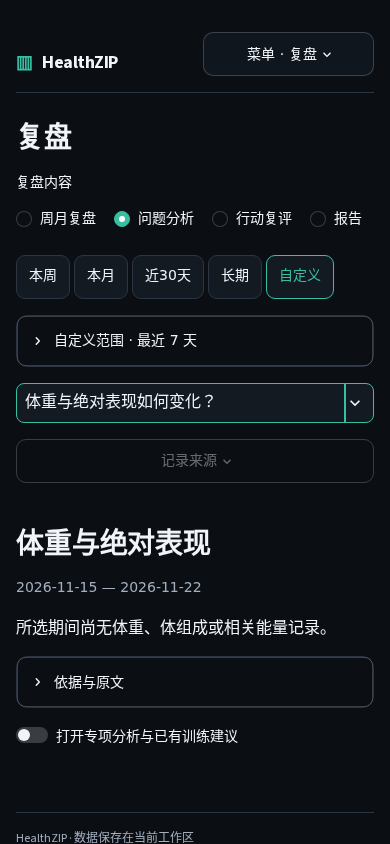 HealthZIP
菜单 · 复盘
复盘
复盘内容
周月复盘 问题分析 行动复评 报告
本周 本月 近30天 长期 自定义
自定义范围 · 最近 7 天
体重与绝对表现如何变化？
记录来源
体重与绝对表现
2026-11-15 — 2026-11-22
所选期间尚无体重、体组成或相关能量记录。
依据与原文
打开专项分析与已有训练建议
HealthZIP · 数据保存在当前工作区